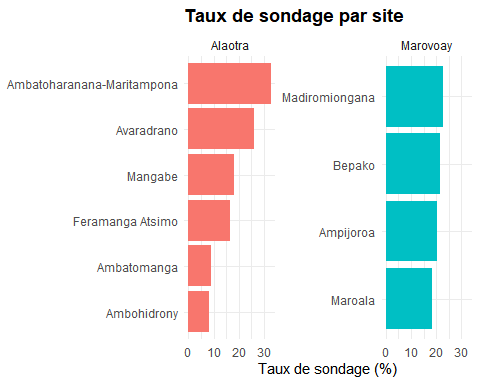 Taux de sondage par site
Alaotra
Marovoay
Ambatoharanana-Maritampona
Avaradrano
Mangabe
Feramanga Atsimo
Ambatomanga
Ambohidrony
Madiromiongana
Bepako
Ampijoroa
Maroala
0 10 20 30
0 10 20 30
Taux de sondage (%)